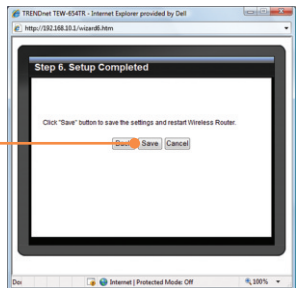 TRENDnet TEW-654TR - Internet Explorer provided by Dell
http://192.168.10.1/wizard6.htm
Step 6. Setup Completed
Click "Save" button to save the settings and restart Wireless Router.
Save Cancel
Internet | Protected Mode: Off 100%